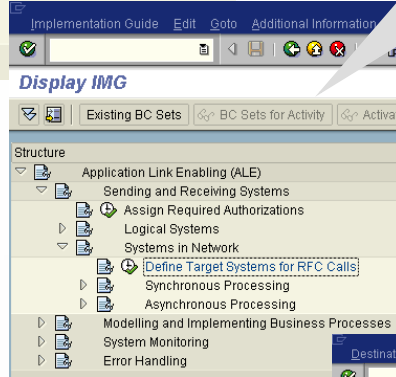 Implementation Guide Edit Goto Additional Information
Display IMG
Existing BC Sets BC Sets for Activity
Structure
Application Link Enabling (ALE)
Sending and Receiving Systems
Assign Required Authorizations
Logical Systems
Systems in Network
Define Target Systems for RFC Calls
Synchronous Processing
Asynchronous Processing
Modelling and Implementing Business Processes
System Monitoring
Error Handling